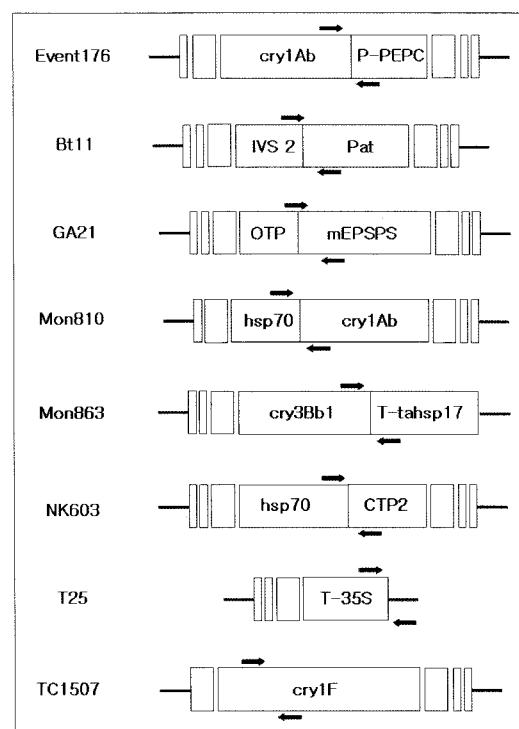 Event176 cry1Ab P-PEPC
Bt11 IVS 2 Pat
GA21 OTP mEPSPS
Mon810 hsp70 cry1Ab
Mon863 cry3Bb1 T-tahsp17
NK603 hsp70 CTP2
T25 T-35S
TC1507 cry1F